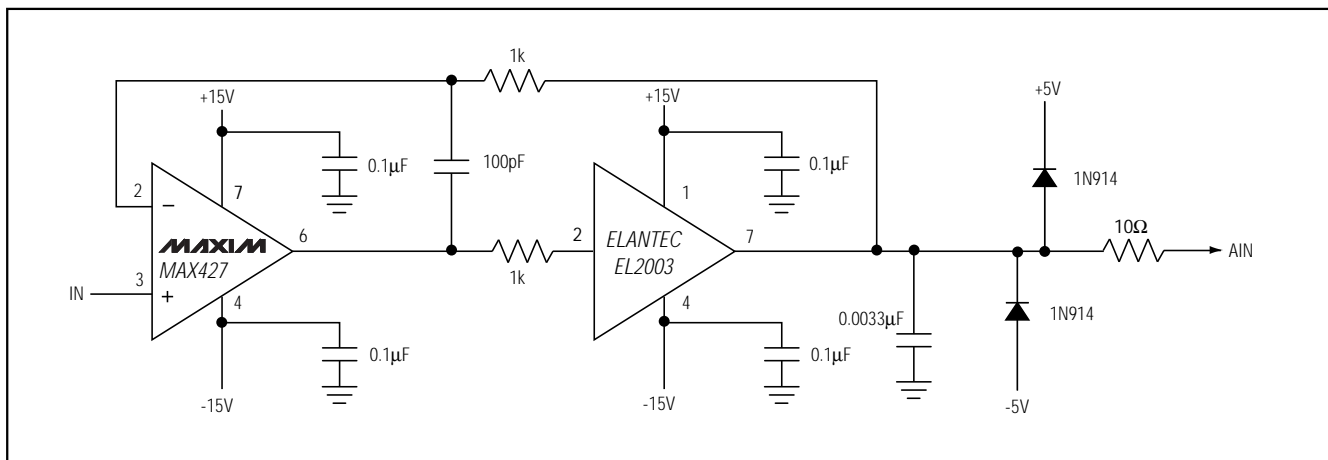 1k
+15V
+15V
+5V
0.1µF
100pF
0.1µF
1N914
2
7
1
−
MAXIM
MAX427
6
2
ELANTEC
EL2003
7
10Ω
AIN
3
+
IN
1k
4
4
0.0033µF
1N914
0.1µF
0.1µF
-15V
-15V
-5V